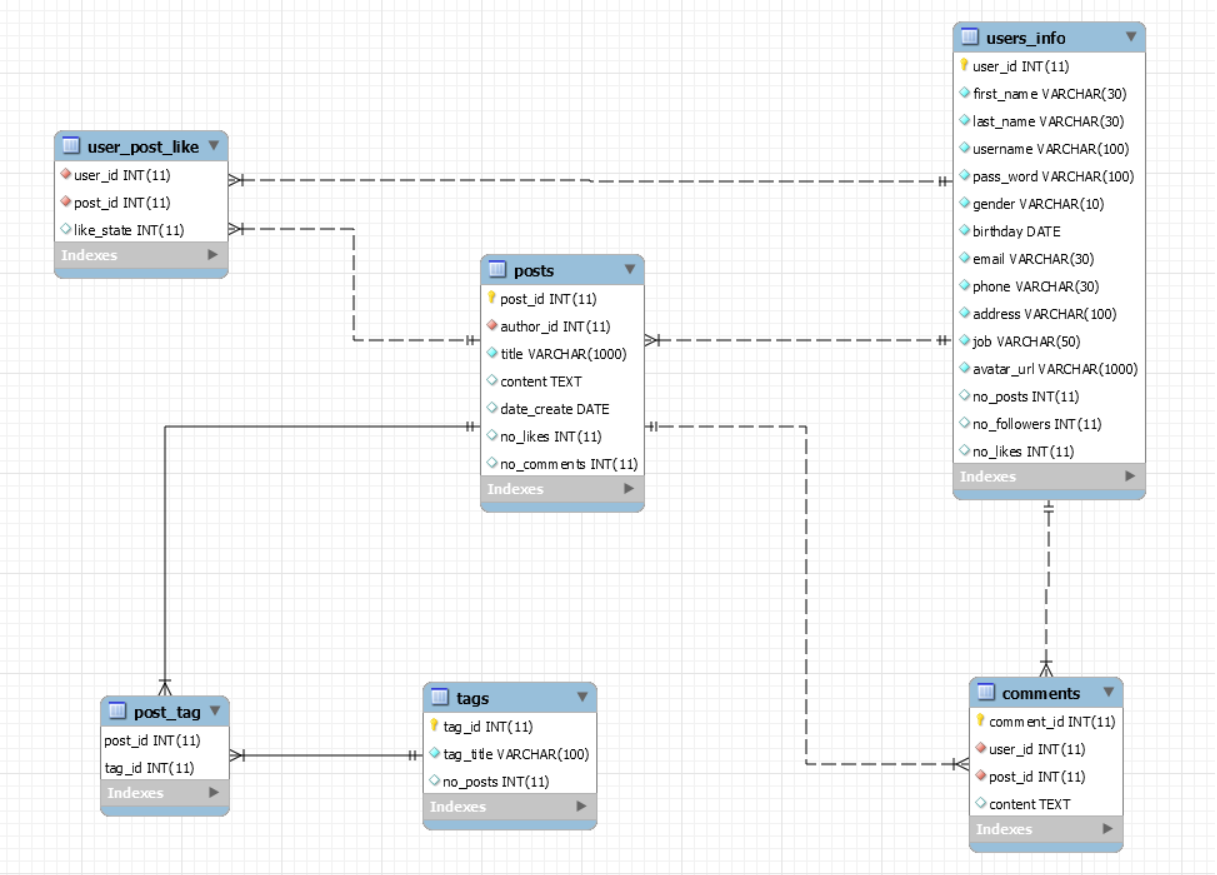 users_info
user_id INT(11)
first_name VARCHAR(30)
last_name VARCHAR(30)
username VARCHAR(100)
pass_word VARCHAR(100)
gender VARCHAR(10)
birthday DATE
email VARCHAR(30)
phone VARCHAR(30)
address VARCHAR(100)
job VARCHAR(50)
avatar_url VARCHAR(1000)
no_posts INT(11)
no_followers INT(11)
no_likes INT(11)
Indexes
user_post_like
user_id INT(11)
post_id INT(11)
like_state INT(11)
Indexes
posts
post_id INT(11)
author_id INT(11)
title VARCHAR(1000)
content TEXT
date_create DATE
no_likes INT(11)
no_comments INT(11)
Indexes
post_tag
post_id INT(11)
tag_id INT(11)
Indexes
tags
tag_id INT(11)
tag_title VARCHAR(100)
no_posts INT(11)
Indexes
comments
comment_id INT(11)
user_id INT(11)
post_id INT(11)
content TEXT
Indexes